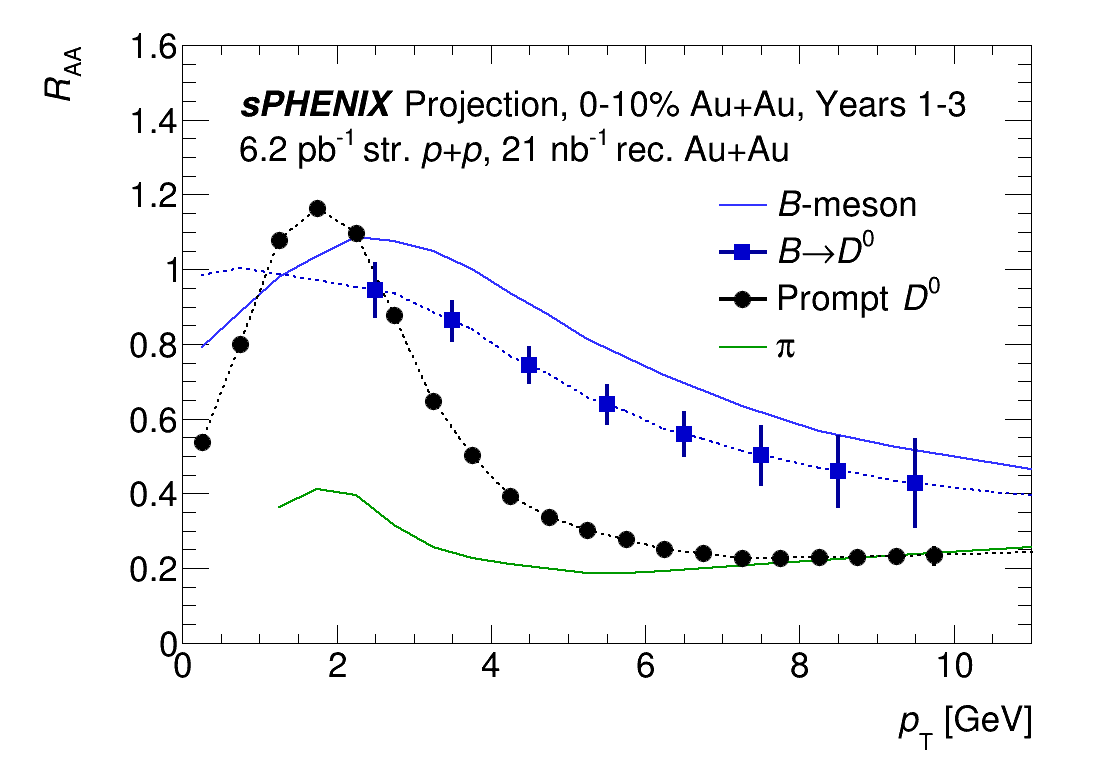 R_AA
1.6
1.4
1.2
1
0.8
0.6
0.4
0.2
0
sPHENIX Projection, 0-10% Au+Au, Years 1-3
6.2 pb⁻¹ str. p+p, 21 nb⁻¹ rec. Au+Au
B-meson
B→D⁰
Prompt D⁰
π
0 2 4 6 8 10
p_T [GeV]